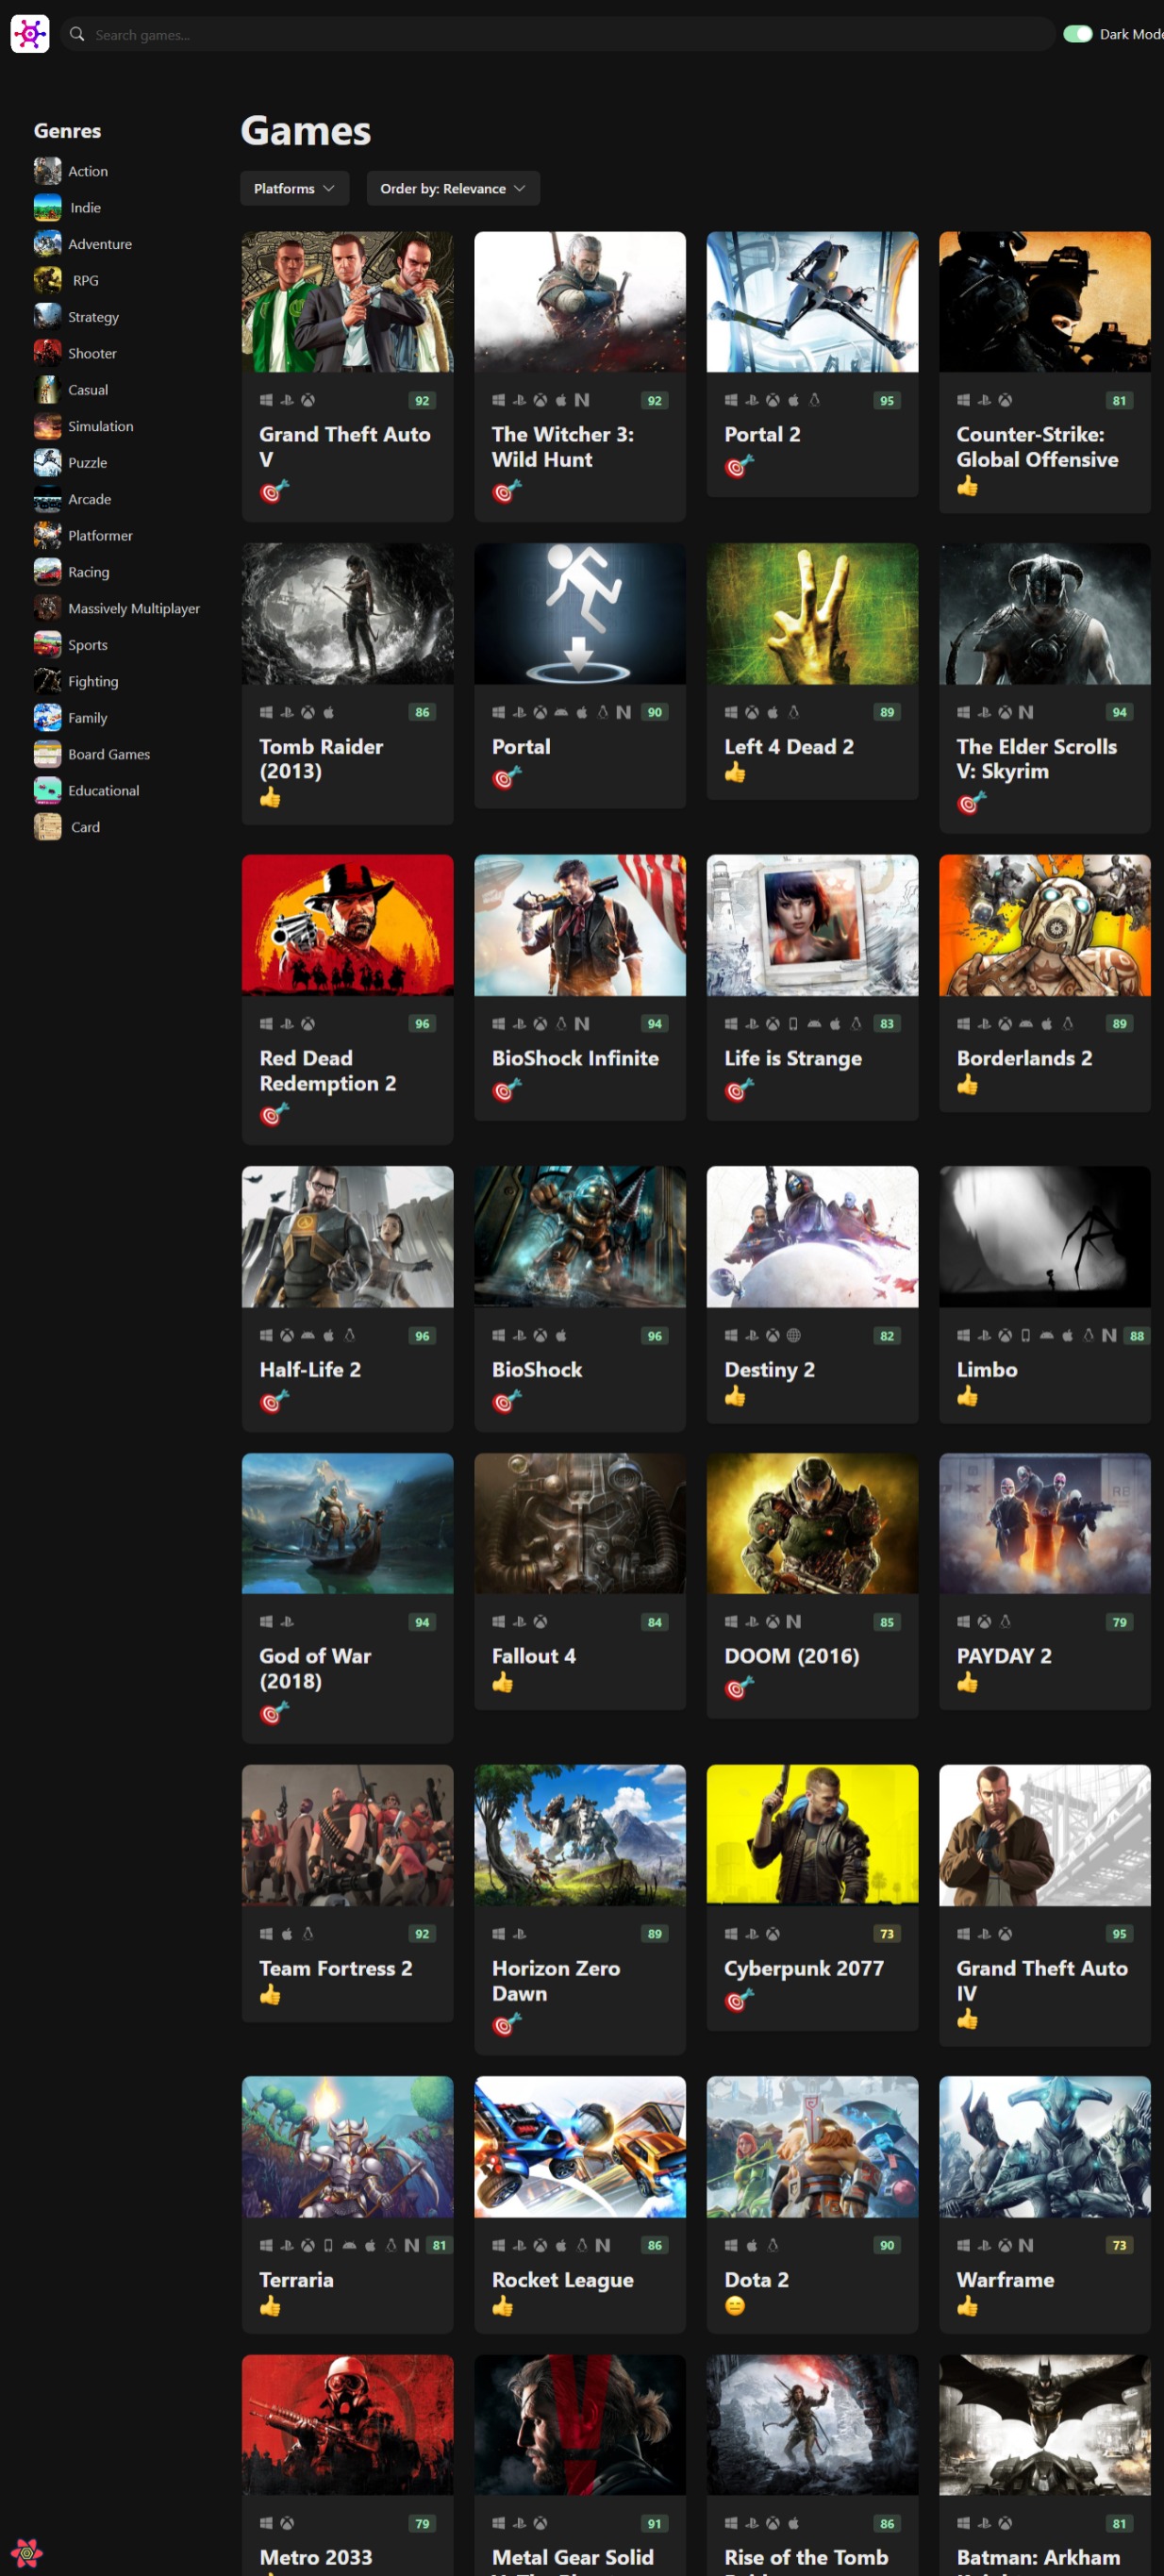 Search games...
Dark Mode
Genres
Action
Indie
Adventure
RPG
Strategy
Shooter
Casual
Simulation
Puzzle
Arcade
Platformer
Racing
Massively Multiplayer
Sports
Fighting
Family
Board Games
Educational
Card
Games
Platforms
Order by: Relevance
92
Grand Theft Auto
V
92
The Witcher 3:
Wild Hunt
95
Portal 2
81
Counter-Strike:
Global Offensive
86
Tomb Raider
(2013)
90
Portal
89
Left 4 Dead 2
94
The Elder Scrolls
V: Skyrim
96
Red Dead
Redemption 2
94
BioShock Infinite
83
Life is Strange
89
Borderlands 2
96
Half-Life 2
96
BioShock
82
Destiny 2
88
Limbo
94
God of War
(2018)
84
Fallout 4
85
DOOM (2016)
79
PAYDAY 2
92
Team Fortress 2
89
Horizon Zero
Dawn
73
Cyberpunk 2077
95
Grand Theft Auto
IV
81
Terraria
86
Rocket League
90
Dota 2
73
Warframe
79
Metro 2033
91
Metal Gear Solid
86
Rise of the Tomb
81
Batman: Arkham